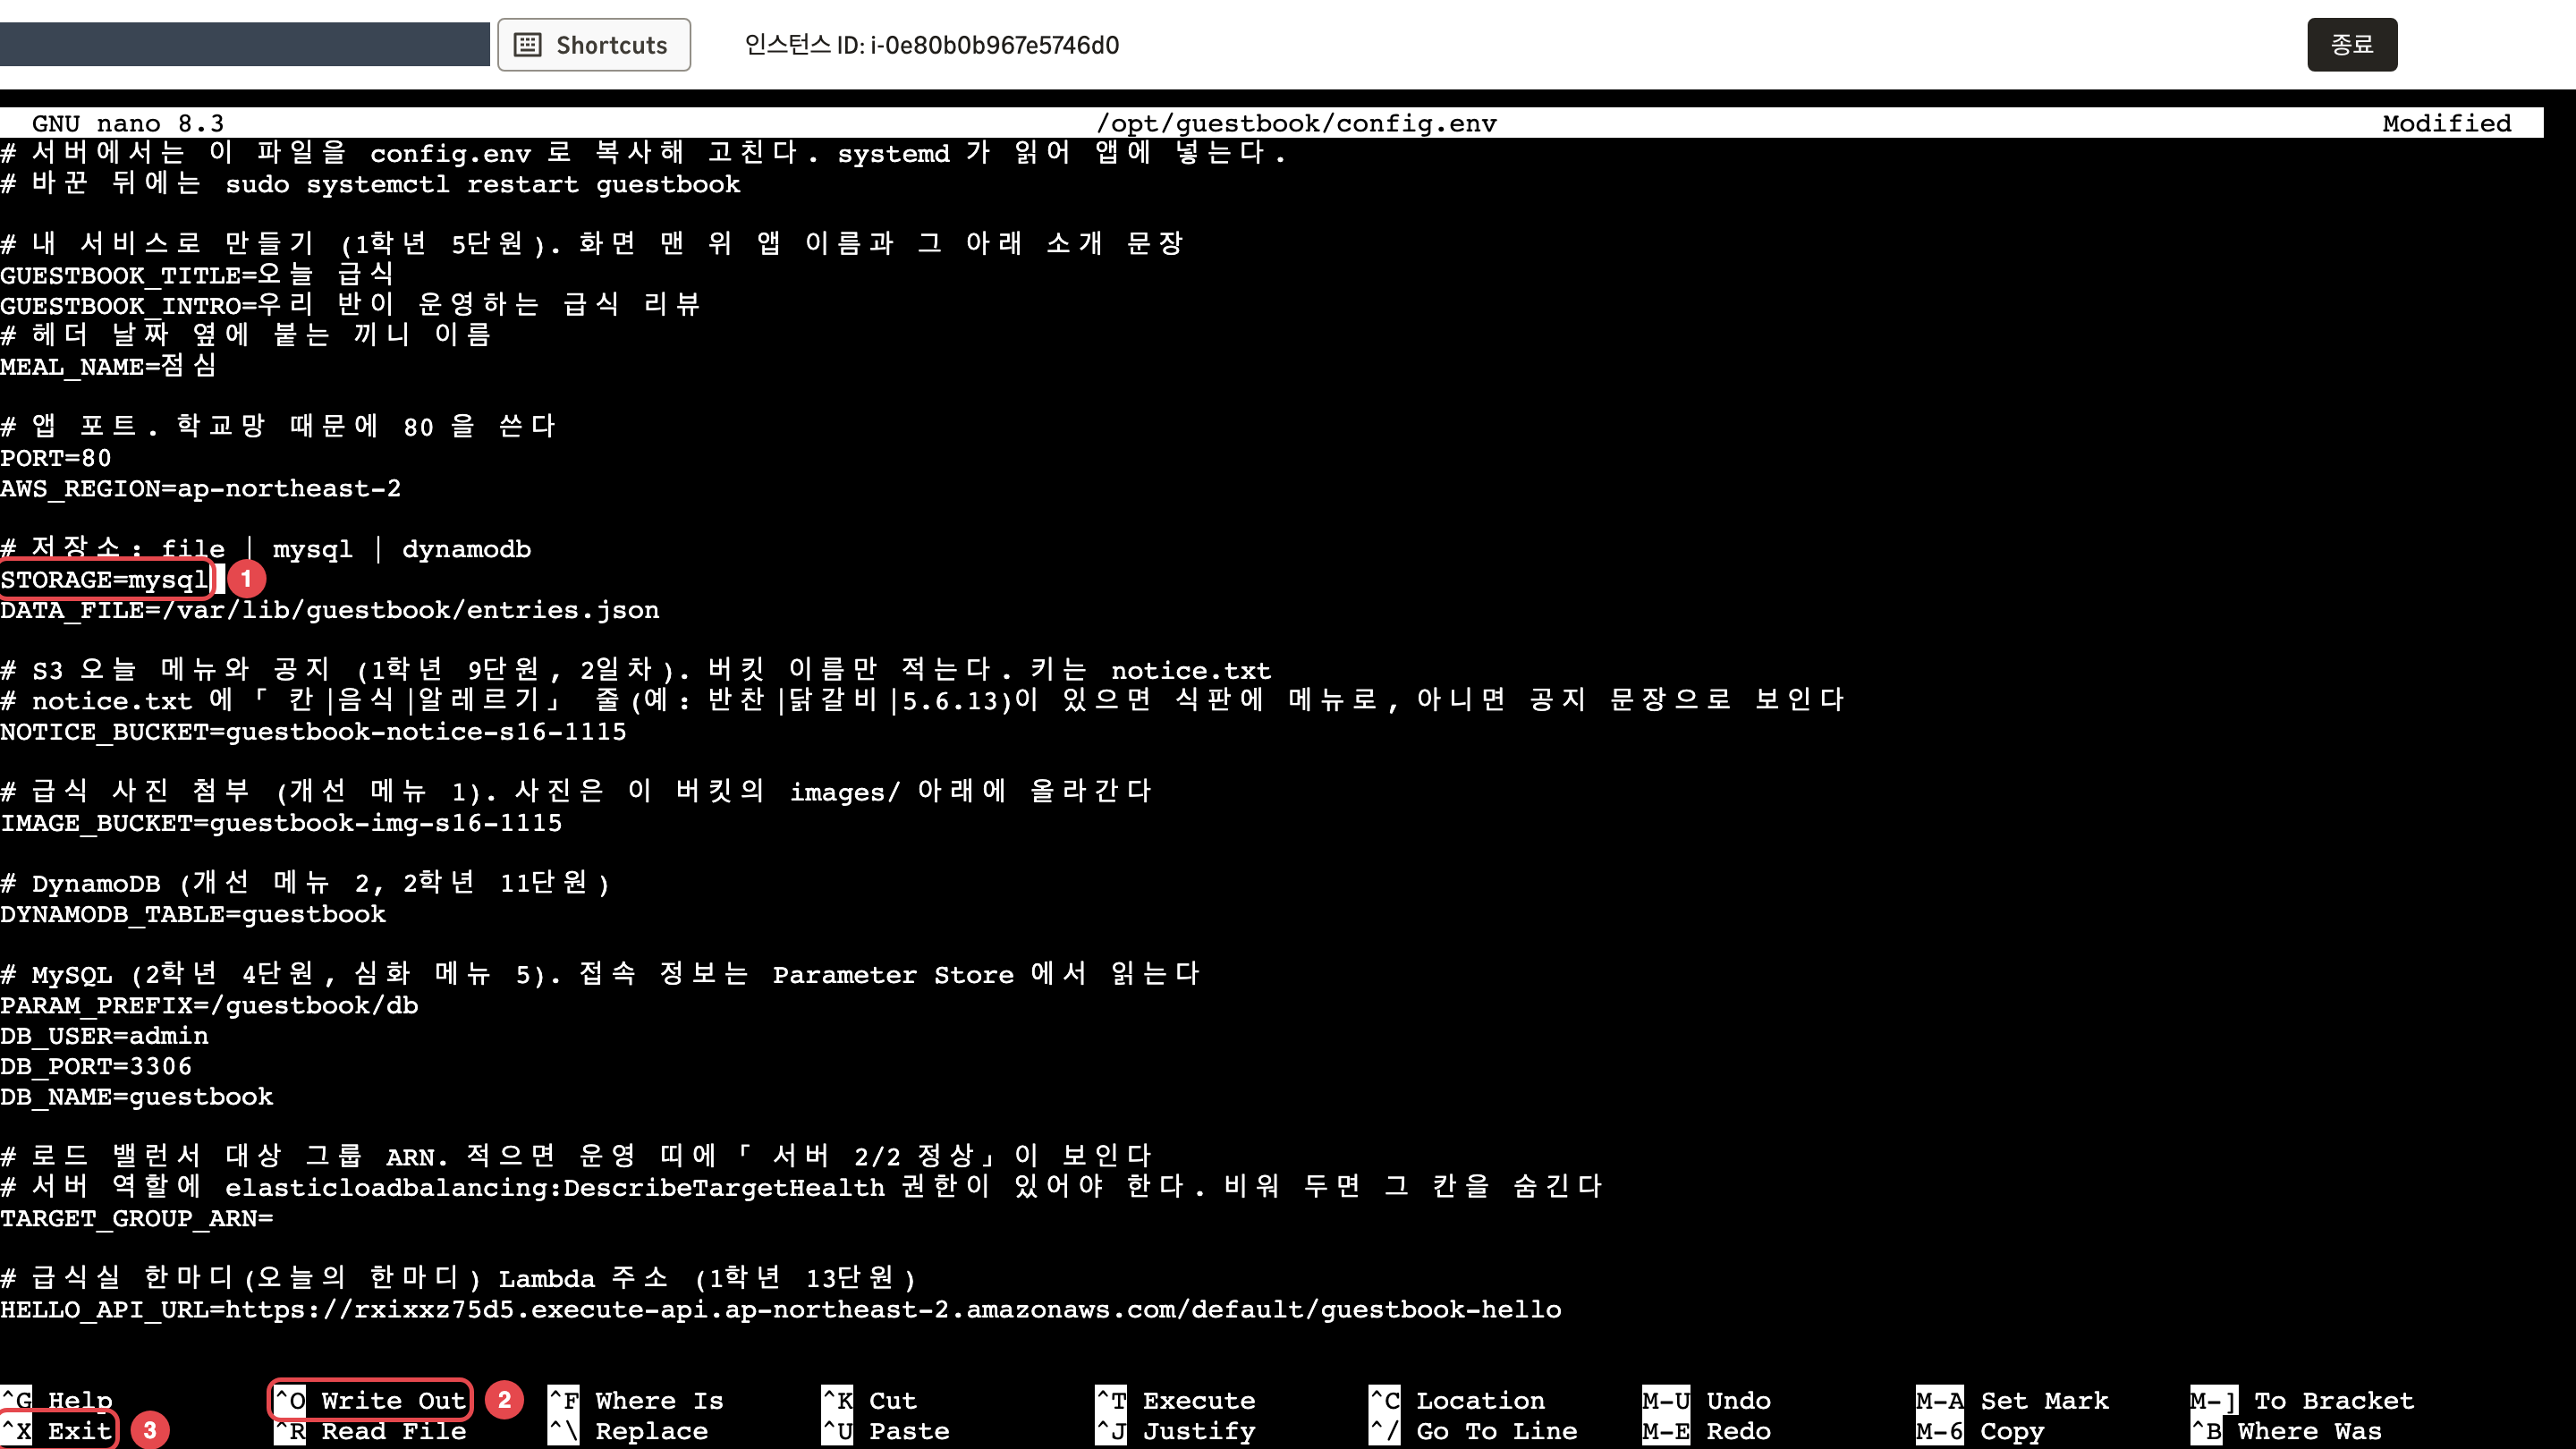 Shortcuts
인스턴스 ID: i-0e80b0b967e5746d0
종료
GNU nano 8.3 /opt/guestbook/config.env Modified
# 서버에서는 이 파일을 config.env 로 복사해 고친다. systemd 가 읽어 앱에 넣는다.
# 바꾼 뒤에는 sudo systemctl restart guestbook
# 내 서비스로 만들기 (1학년 5단원). 화면 맨 위 앱 이름과 그 아래 소개 문장
GUESTBOOK_TITLE=오늘 급식
GUESTBOOK_INTRO=우리 반이 운영하는 급식 리뷰
# 헤더 날짜 옆에 붙는 끼니 이름
MEAL_NAME=점심
# 앱 포트. 학교망 때문에 80 을 쓴다
PORT=80
AWS_REGION=ap-northeast-2
# 저장소: file | mysql | dynamodb
STORAGE=mysql 1
DATA_FILE=/var/lib/guestbook/entries.json
# S3 오늘 메뉴와 공지 (1학년 9단원, 2일차). 버킷 이름만 적는다. 키는 notice.txt
# notice.txt 에「 칸|음식|알레르기」 줄(예: 반찬|닭갈비|5.6.13)이 있으면 식판에 메뉴로, 아니면 공지 문장으로 보인다
NOTICE_BUCKET=guestbook-notice-s16-1115
# 급식 사진 첨부 (개선 메뉴 1). 사진은 이 버킷의 images/ 아래에 올라간다
IMAGE_BUCKET=guestbook-img-s16-1115
# DynamoDB (개선 메뉴 2, 2학년 11단원)
DYNAMODB_TABLE=guestbook
# MySQL (2학년 4단원, 심화 메뉴 5). 접속 정보는 Parameter Store 에서 읽는다
PARAM_PREFIX=/guestbook/db
DB_USER=admin
DB_PORT=3306
DB_NAME=guestbook
# 로드 밸런서 대상 그룹 ARN. 적으면 운영 띠에「 서버 2/2 정상」이 보인다
# 서버 역할에 elasticloadbalancing:DescribeTargetHealth 권한이 있어야 한다. 비워 두면 그 칸을 숨긴다
TARGET_GROUP_ARN=
# 급식실 한마디(오늘의 한마디) Lambda 주소 (1학년 13단원)
HELLO_API_URL=https://rxixxz75d5.execute-api.ap-northeast-2.amazonaws.com/default/guestbook-hello
^G Help ^O Write Out 2 ^F Where Is ^K Cut ^T Execute ^C Location M-U Undo M-A Set Mark M-] To Bracket
^X Exit 3 ^R Read File ^\ Replace ^U Paste ^J Justify ^/ Go To Line M-E Redo M-6 Copy ^B Where Was